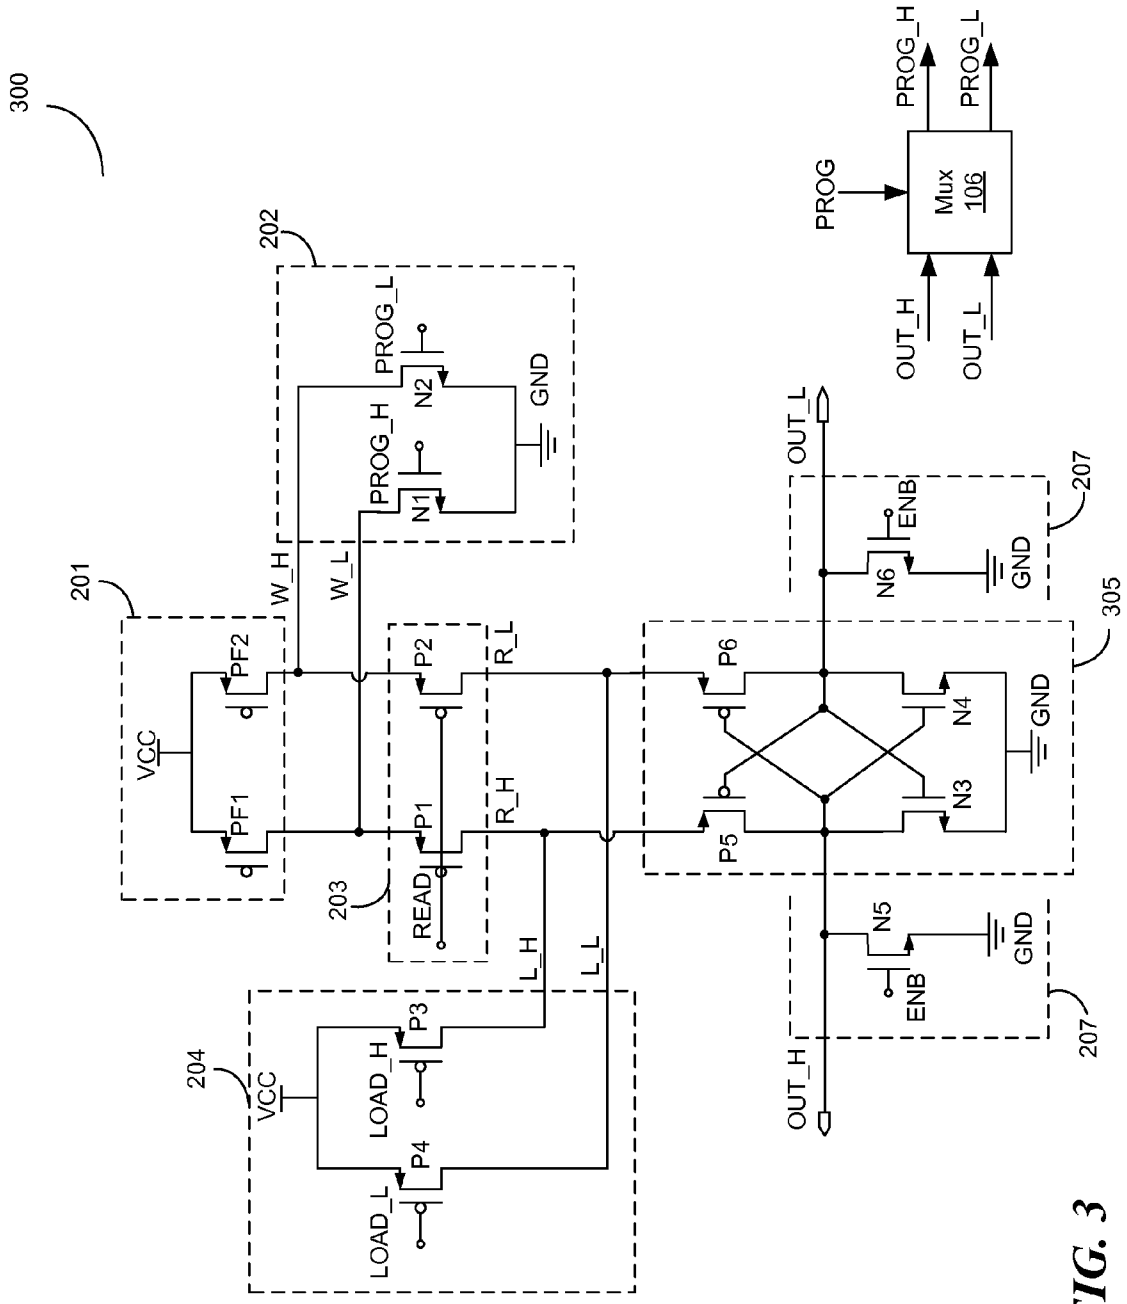 300
201
VCC
PF1
PF2
W_H
W_L
202
PROG_H
PROG_L
N1
N2
GND
203
READ
P1
P2
R_H
R_L
204
VCC
LOAD_L
LOAD_H
P4
P3
L_H
L_L
P5
P6
N3
N4
GND
305
OUT_H
ENB
N5
GND
207
OUT_L
N6
ENB
GND
207
PROG
OUT_H
OUT_L
Mux
106
PROG_H
PROG_L
FIG. 3